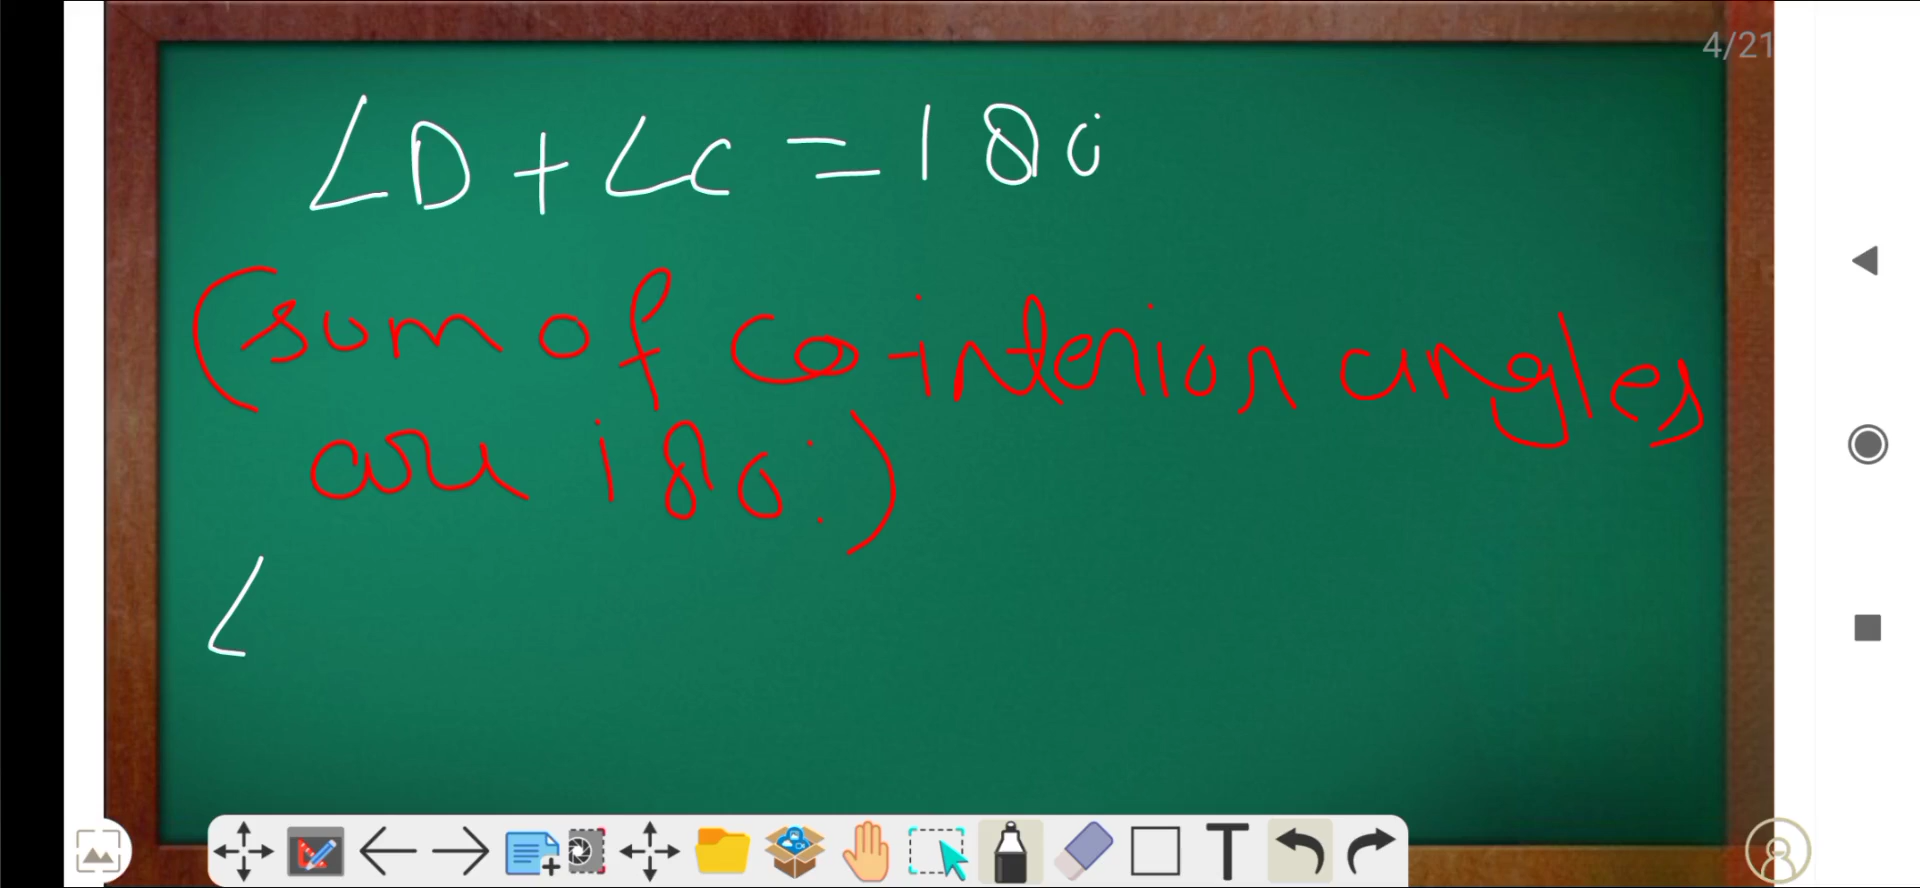 4/21
∠D + ∠C = 180
(sum of co-interior angles
are 180.)
∠
T